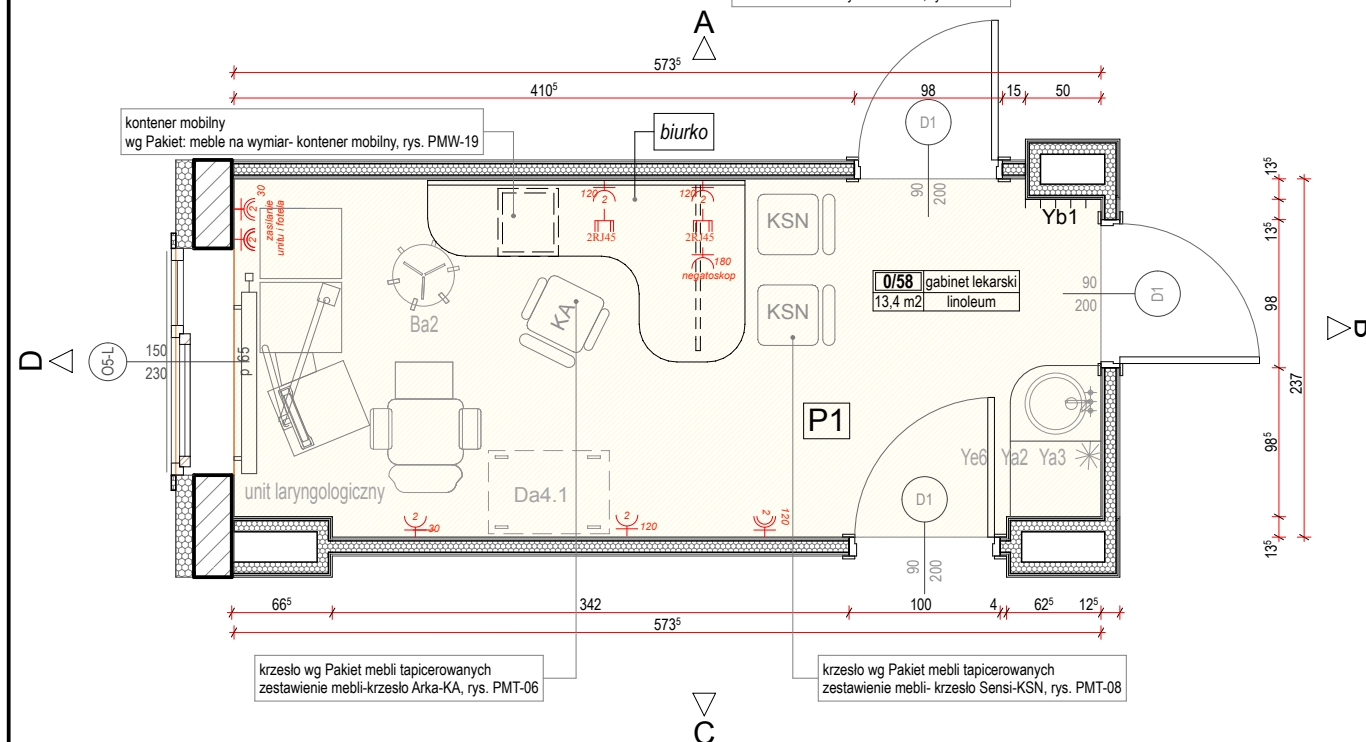 A
573⁵
410⁵
98
15
50
kontener mobilny
wg Pakiet: meble na wymiar- kontener mobilny, rys. PMW-19
biurko
D1
90
200
13⁵
13⁵
98
237
98⁵
13⁵
30
2
2
zasilanie
unitu i fotela
120
2
2RJ45
120
2
2RJ45
180
negatoskop
KSN
KSN
Yb1
0/58 gabinet lekarski
13,4 m2 linoleum
90
200
D1
B
D
O5-L
150
230
p 65
Ba2
KA
P1
unit laryngologiczny
Da4.1
Ye6
Ya2
Ya3
2
30
2
120
2
120
D1
90
200
66⁵
342
100
4
62⁵
12⁵
573⁵
krzesło wg Pakiet mebli tapicerowanych
zestawienie mebli-krzesło Arka-KA, rys. PMT-06
krzesło wg Pakiet mebli tapicerowanych
zestawienie mebli- krzesło Sensi-KSN, rys. PMT-08
C